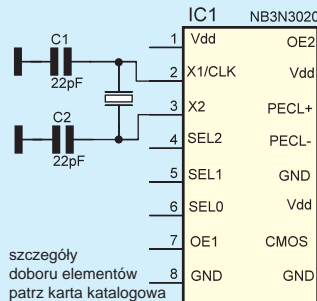 IC1 NB3N3020
1 Vdd OE2
C1
22pF
2 X1/CLK Vdd
3 X2 PECL+
C2
22pF
4 SEL2 PECL-
5 SEL1 GND
6 SEL0 Vdd
7 OE1 CMOS
8 GND GND
szczegóły
doboru elementów
patrz karta katalogowa